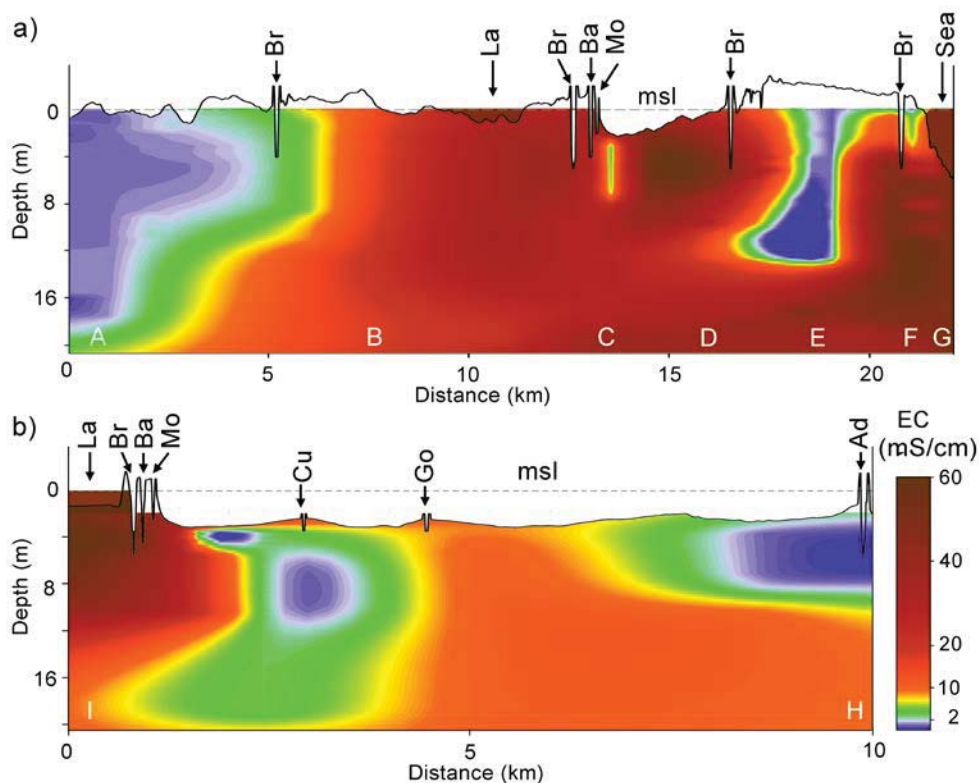 a)
Br
La
Br
Ba
Mo
Br
Br
Sea
msl
0
8
16
Depth (m)
A
B
C
D
E
F
G
0
5
10
15
20
Distance (km)
b)
La
Br
Ba
Mo
Cu
Go
msl
Ad
EC
(mS/cm)
0
8
16
Depth (m)
60
40
20
10
2
I
H
0
5
10
Distance (km)